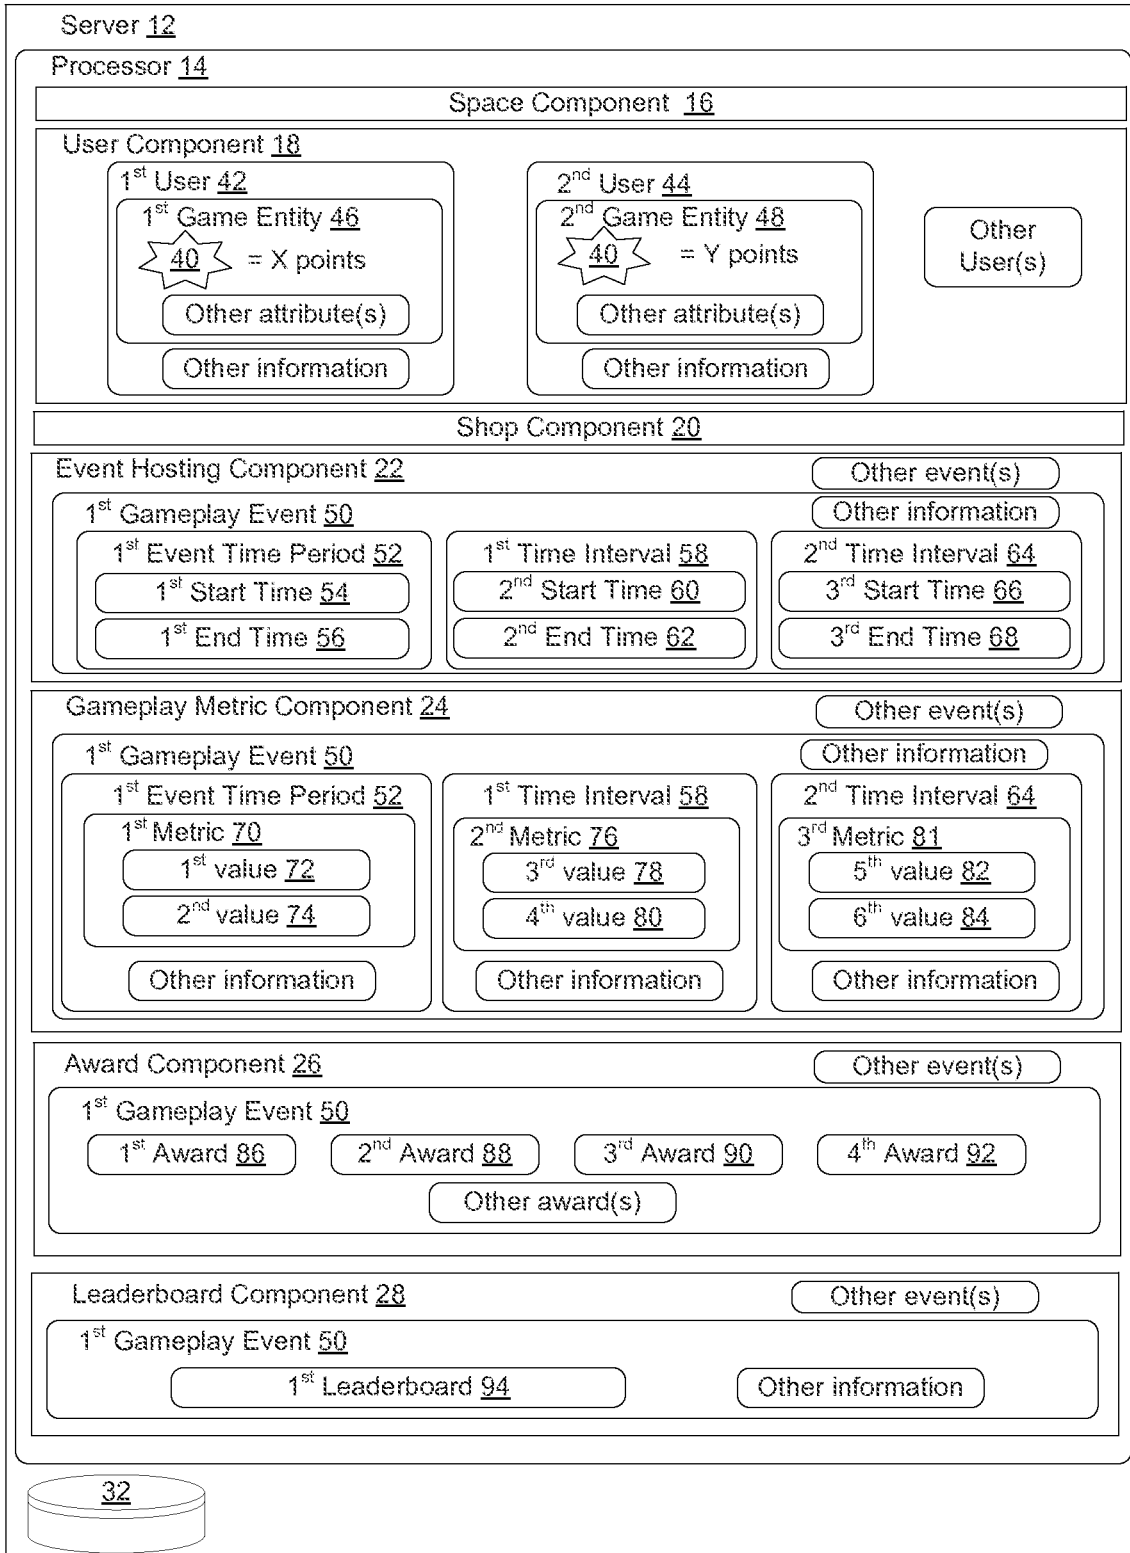 Server 12
Processor 14
Space Component 16
User Component 18
1st User 42
2nd User 44
1st Game Entity 46
2nd Game Entity 48
40 = X points
40 = Y points
Other
User(s)
Other attribute(s)
Other attribute(s)
Other information
Other information
Shop Component 20
Event Hosting Component 22
Other event(s)
1st Gameplay Event 50
Other information
1st Event Time Period 52
1st Time Interval 58
2nd Time Interval 64
1st Start Time 54
2nd Start Time 60
3rd Start Time 66
1st End Time 56
2nd End Time 62
3rd End Time 68
Gameplay Metric Component 24
Other event(s)
1st Gameplay Event 50
Other information
1st Event Time Period 52
1st Time Interval 58
2nd Time Interval 64
1st Metric 70
2nd Metric 76
3rd Metric 81
1st value 72
3rd value 78
5th value 82
2nd value 74
4th value 80
6th value 84
Other information
Other information
Other information
Award Component 26
Other event(s)
1st Gameplay Event 50
1st Award 86
2nd Award 88
3rd Award 90
4th Award 92
Other award(s)
Leaderboard Component 28
Other event(s)
1st Gameplay Event 50
1st Leaderboard 94
Other information
32